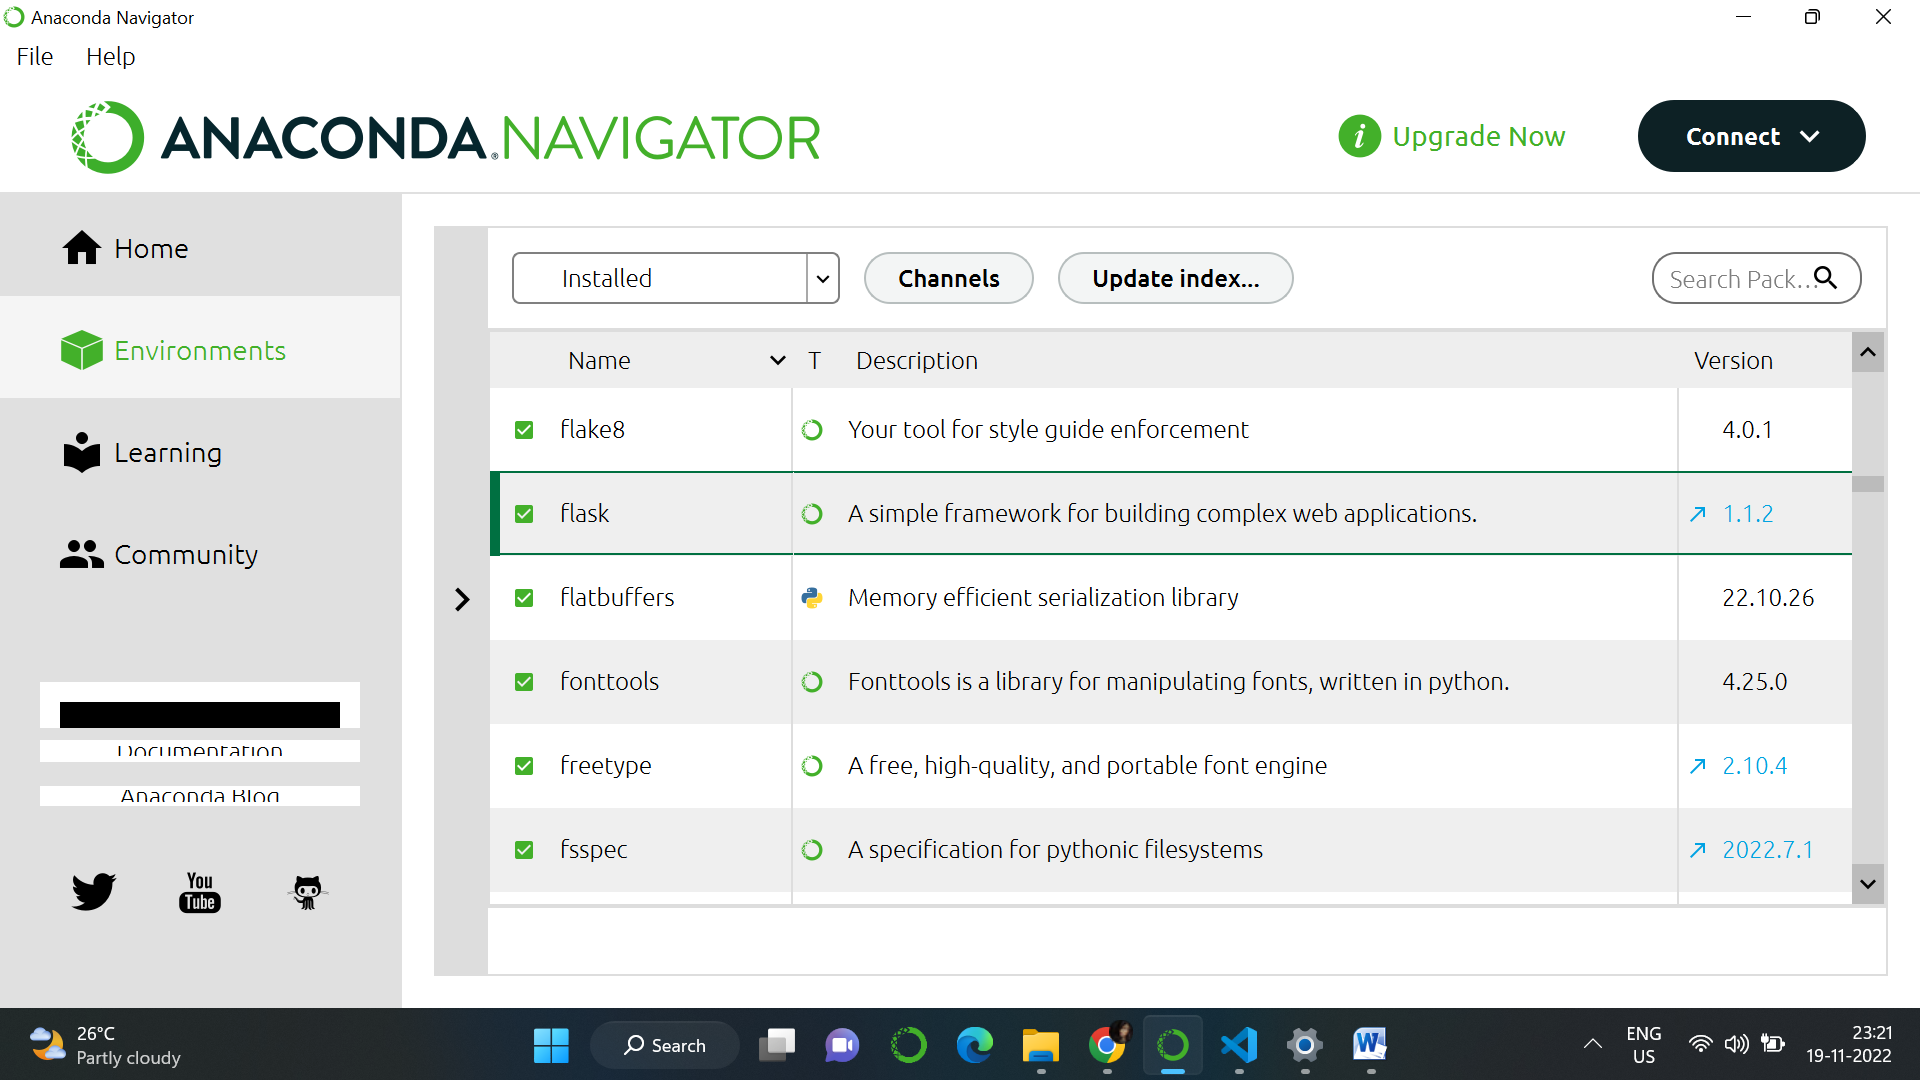 Anaconda Navigator
File Help
ANACONDA.NAVIGATOR
Upgrade Now
Connect
Home
Environments
Learning
Community
Documentation
Anaconda Blog
You
Tube
Installed
Channels
Update index...
Search Pack...
Name T Description Version
flake8 Your tool for style guide enforcement 4.0.1
flask A simple framework for building complex web applications. 1.1.2
flatbuffers Memory efficient serialization library 22.10.26
fonttools Fonttools is a library for manipulating fonts, written in python. 4.25.0
freetype A free, high-quality, and portable font engine 2.10.4
fsspec A specification for pythonic filesystems 2022.7.1
26°C
Partly cloudy
Search
ENG
US
23:21
19-11-2022